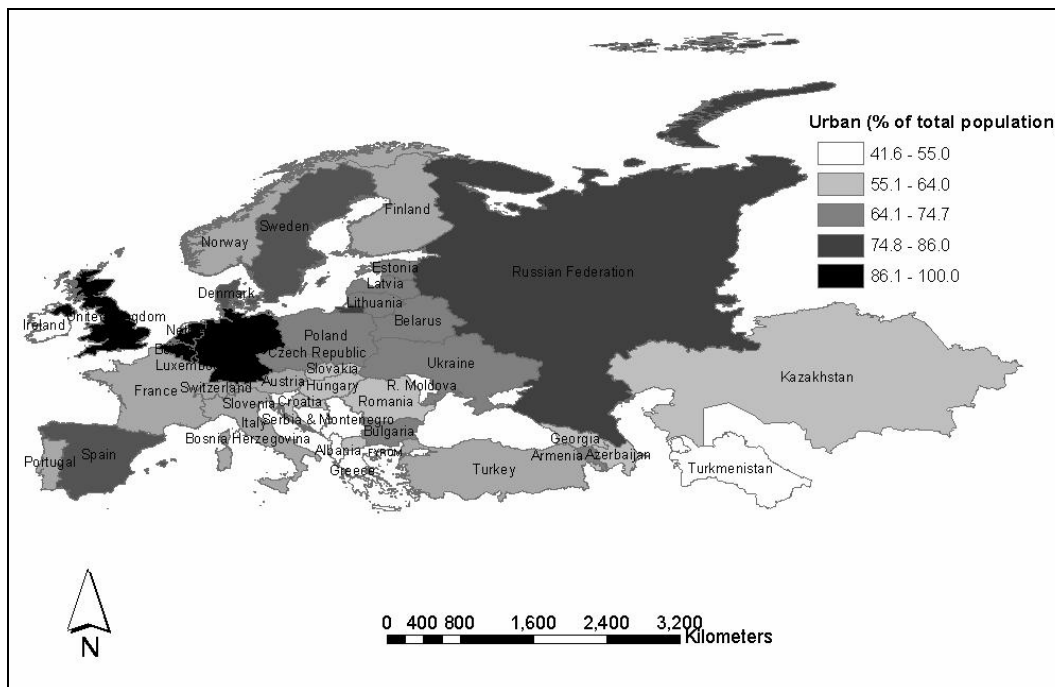 Urban (% of total population
41.6 - 55.0
55.1 - 64.0
64.1 - 74.7
74.8 - 86.0
86.1 - 100.0
Finland
Sweden
Norway
Russian Federation
Estonia
Latvia
Denmark
Lithuania
United Kingdom
Ireland
Belarus
Poland
Czech Republic
Ukraine
Slovakia
Kazakhstan
Austria
Hungary
R. Moldova
France
Switzerland
Slovenia
Croatia
Romania
Italy
Serbia & Montenegro
Bulgaria
Bosnia Herzegovina
Georgia
Albania
FYROM
Armenia
Azerbaijan
Portugal
Spain
Greece
Turkey
Turkmenistan
N
0 400 800 1,600 2,400 3,200
Kilometers